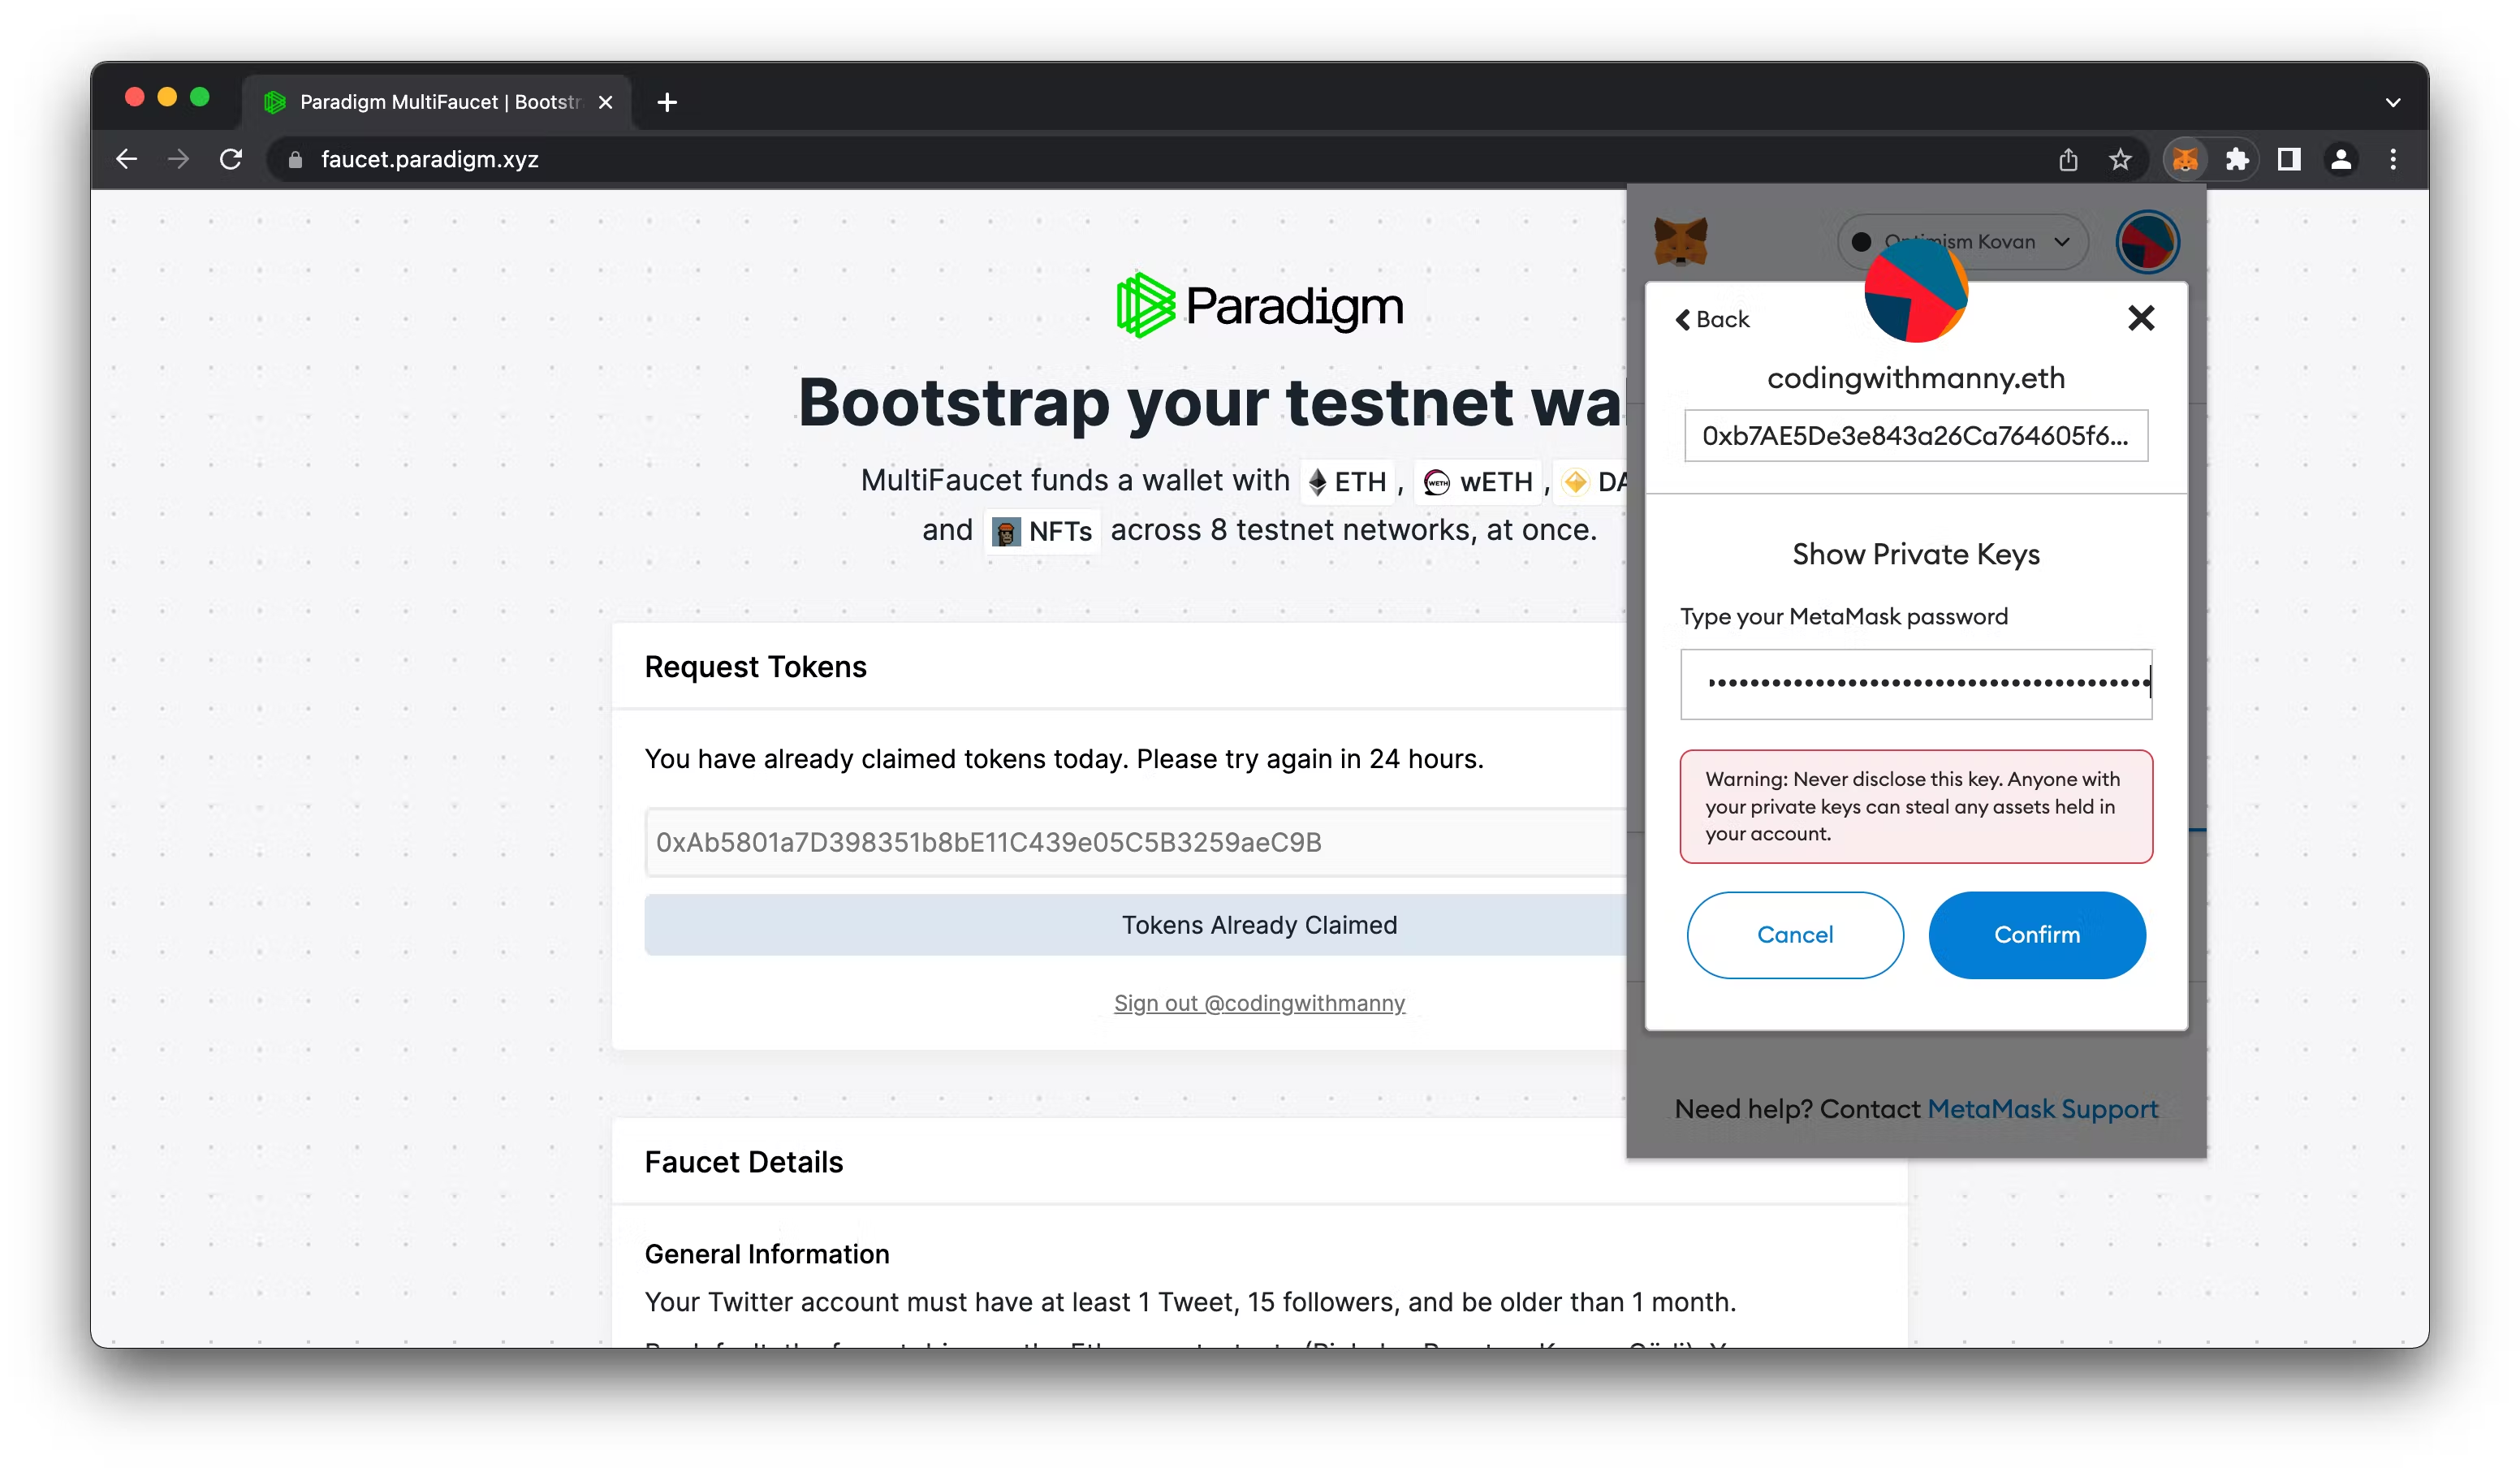 Paradigm MultiFaucet | Bootstr
faucet.paradigm.xyz
Paradigm
Bootstrap your testnet wa
MultiFaucet funds a wallet with ETH, wETH, DA
and NFTs across 8 testnet networks, at once.
Request Tokens
You have already claimed tokens today. Please try again in 24 hours.
0xAb5801a7D398351b8bE11C439e05C5B3259aeC9B
Tokens Already Claimed
Sign out @codingwithmanny
Faucet Details
General Information
Your Twitter account must have at least 1 Tweet, 15 followers, and be older than 1 month.
Optimism Kovan
Back
codingwithmanny.eth
0xb7AE5De3e843a26Ca764605f6...
Show Private Keys
Type your MetaMask password
Warning: Never disclose this key. Anyone with
your private keys can steal any assets held in
your account.
Cancel
Confirm
Need help? Contact MetaMask Support